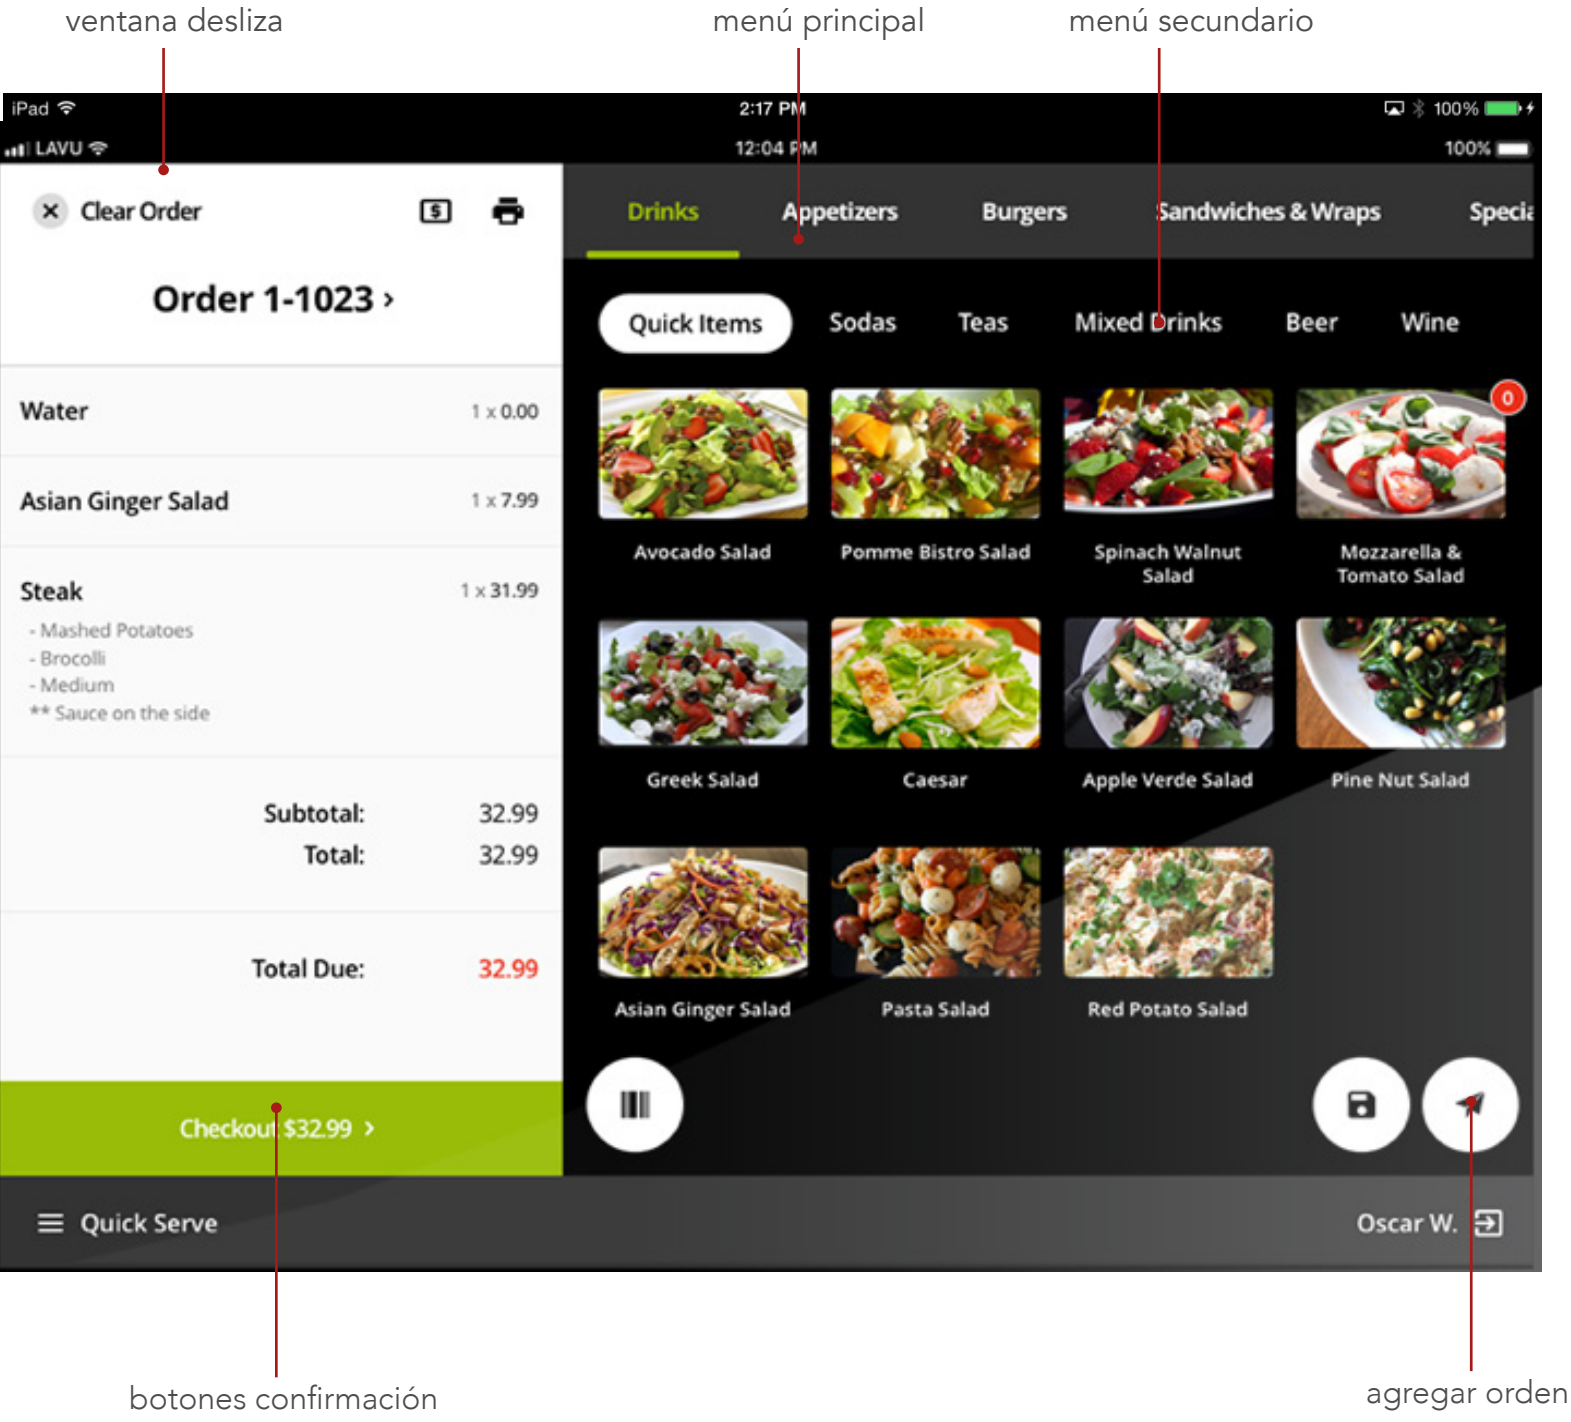 ventana desliza
menú principal
menú secundario
iPad
2:17 PM
100%
LAVU
12:04 PM
100%
Clear Order
Order 1-1023 ›
Water 1 x 0.00
Asian Ginger Salad 1 x 7.99
Steak 1 x 31.99
- Mashed Potatoes
- Brocolli
- Medium
** Sauce on the side
Subtotal: 32.99
Total: 32.99
Total Due: 32.99
Checkout $32.99 ›
Drinks Appetizers Burgers Sandwiches & Wraps Specia
Quick Items Sodas Teas Mixed Drinks Beer Wine
0
Avocado Salad
Pomme Bistro Salad
Spinach Walnut
Salad
Mozzarella &
Tomato Salad
Greek Salad
Caesar
Apple Verde Salad
Pine Nut Salad
Asian Ginger Salad
Pasta Salad
Red Potato Salad
Quick Serve
Oscar W.
botones confirmación
agregar orden